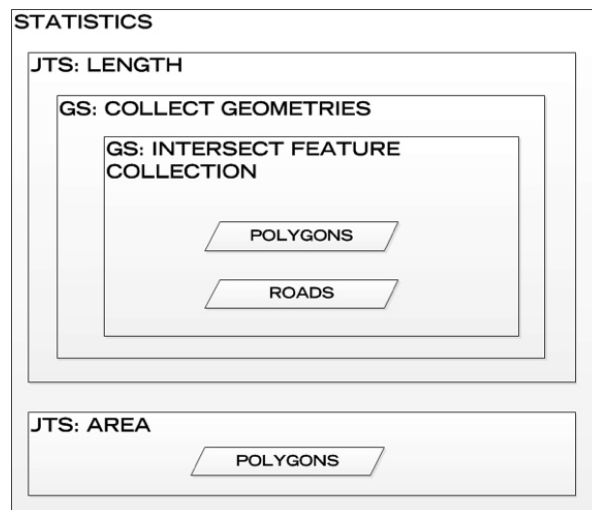 STATISTICS
JTS: LENGTH
GS: COLLECT GEOMETRIES
GS: INTERSECT FEATURE
COLLECTION
POLYGONS
ROADS
JTS: AREA
POLYGONS